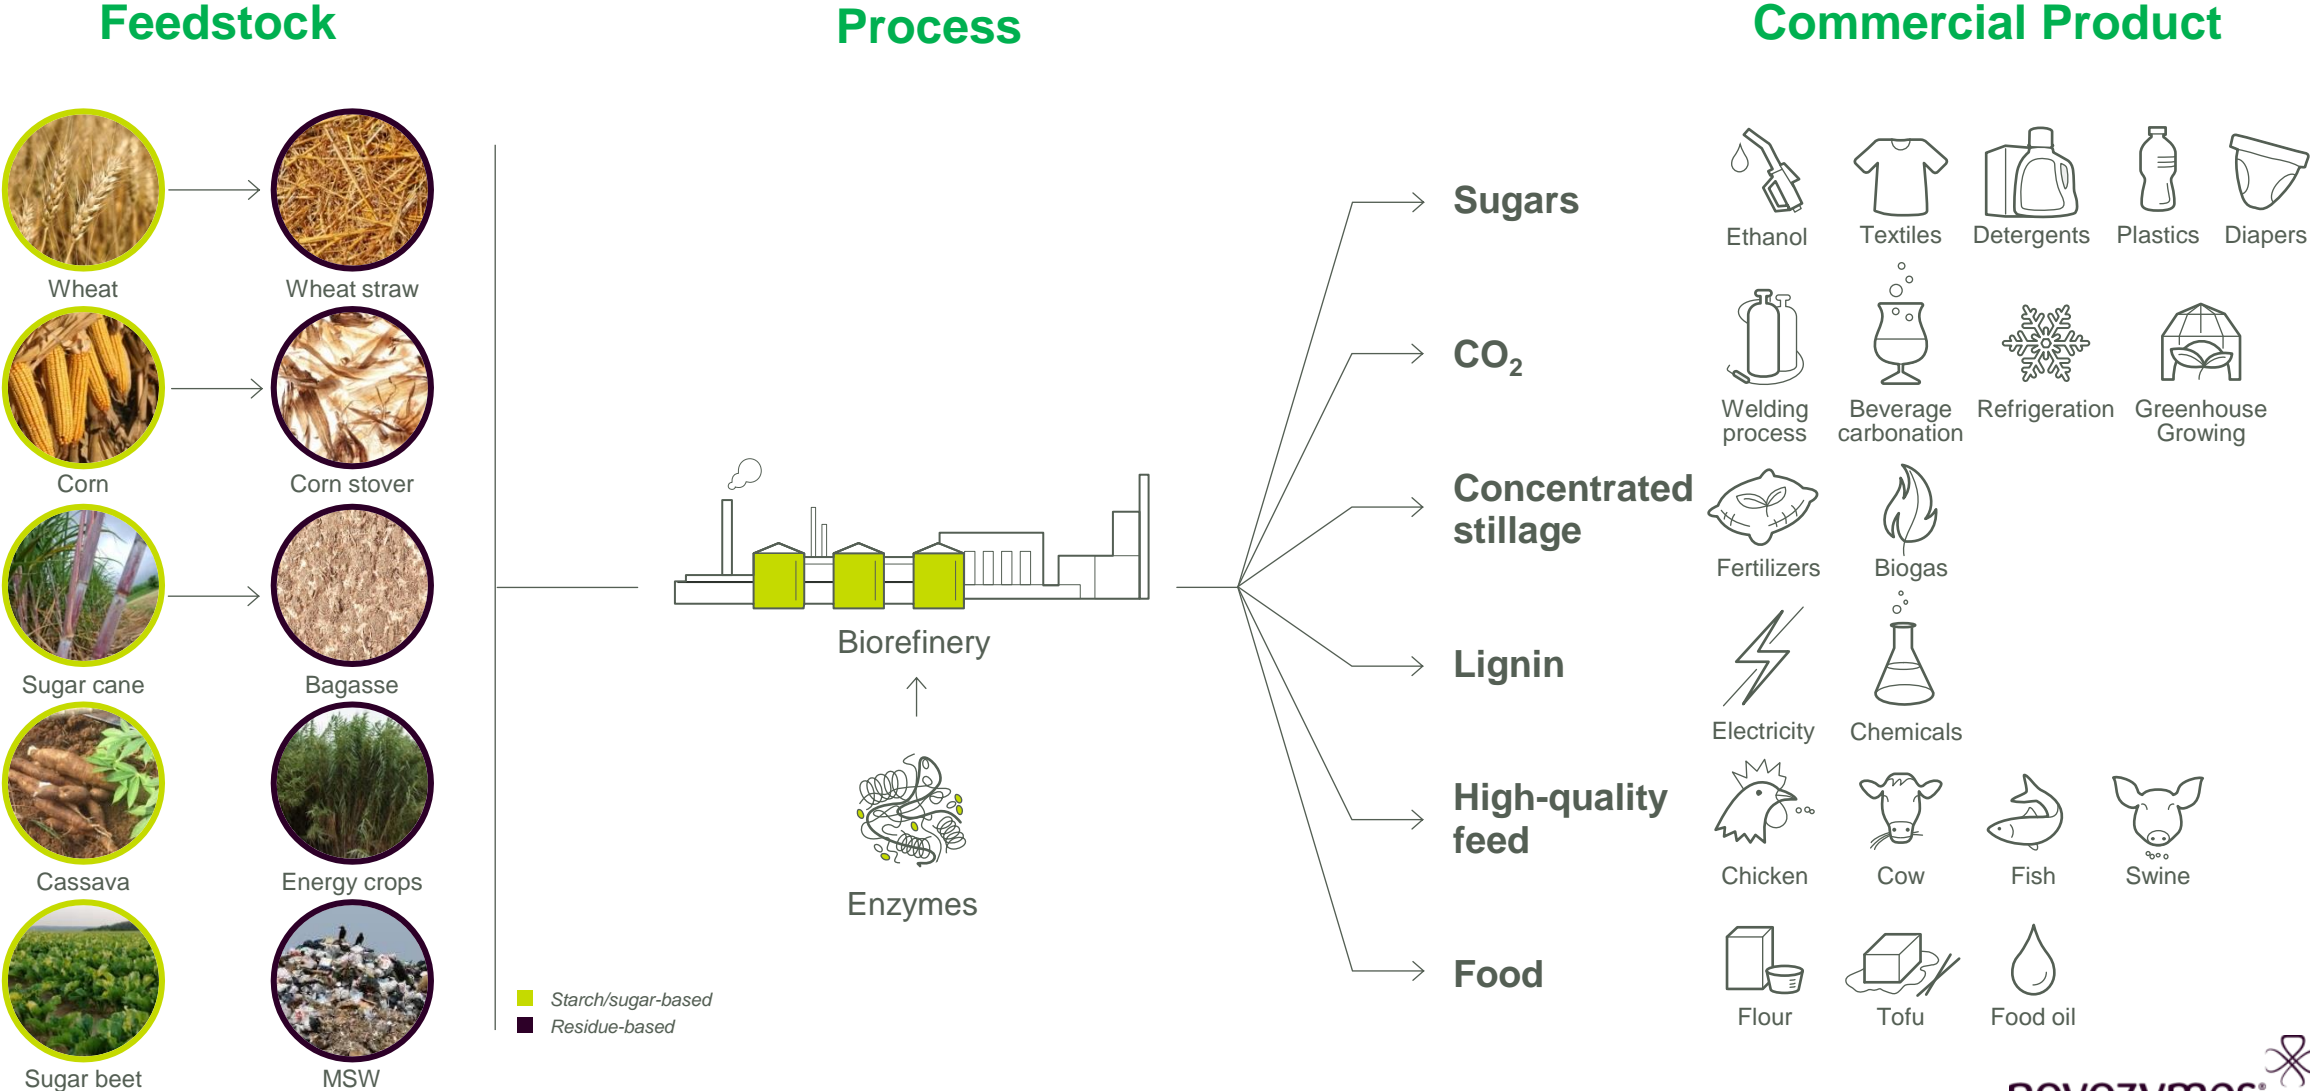 Feedstock
Process
Commercial Product
Wheat
Wheat straw
Corn
Corn stover
Sugar cane
Bagasse
Cassava
Energy crops
Sugar beet
MSW
Starch/sugar-based
Residue-based
Biorefinery
Enzymes
Sugars
Ethanol
Textiles
Detergents
Plastics
Diapers
CO₂
Welding
process
Beverage
carbonation
Refrigeration
Greenhouse
Growing
Concentrated
stillage
Fertilizers
Biogas
Lignin
Electricity
Chemicals
High-quality
feed
Chicken
Cow
Fish
Swine
Food
Flour
Tofu
Food oil
novozymes®